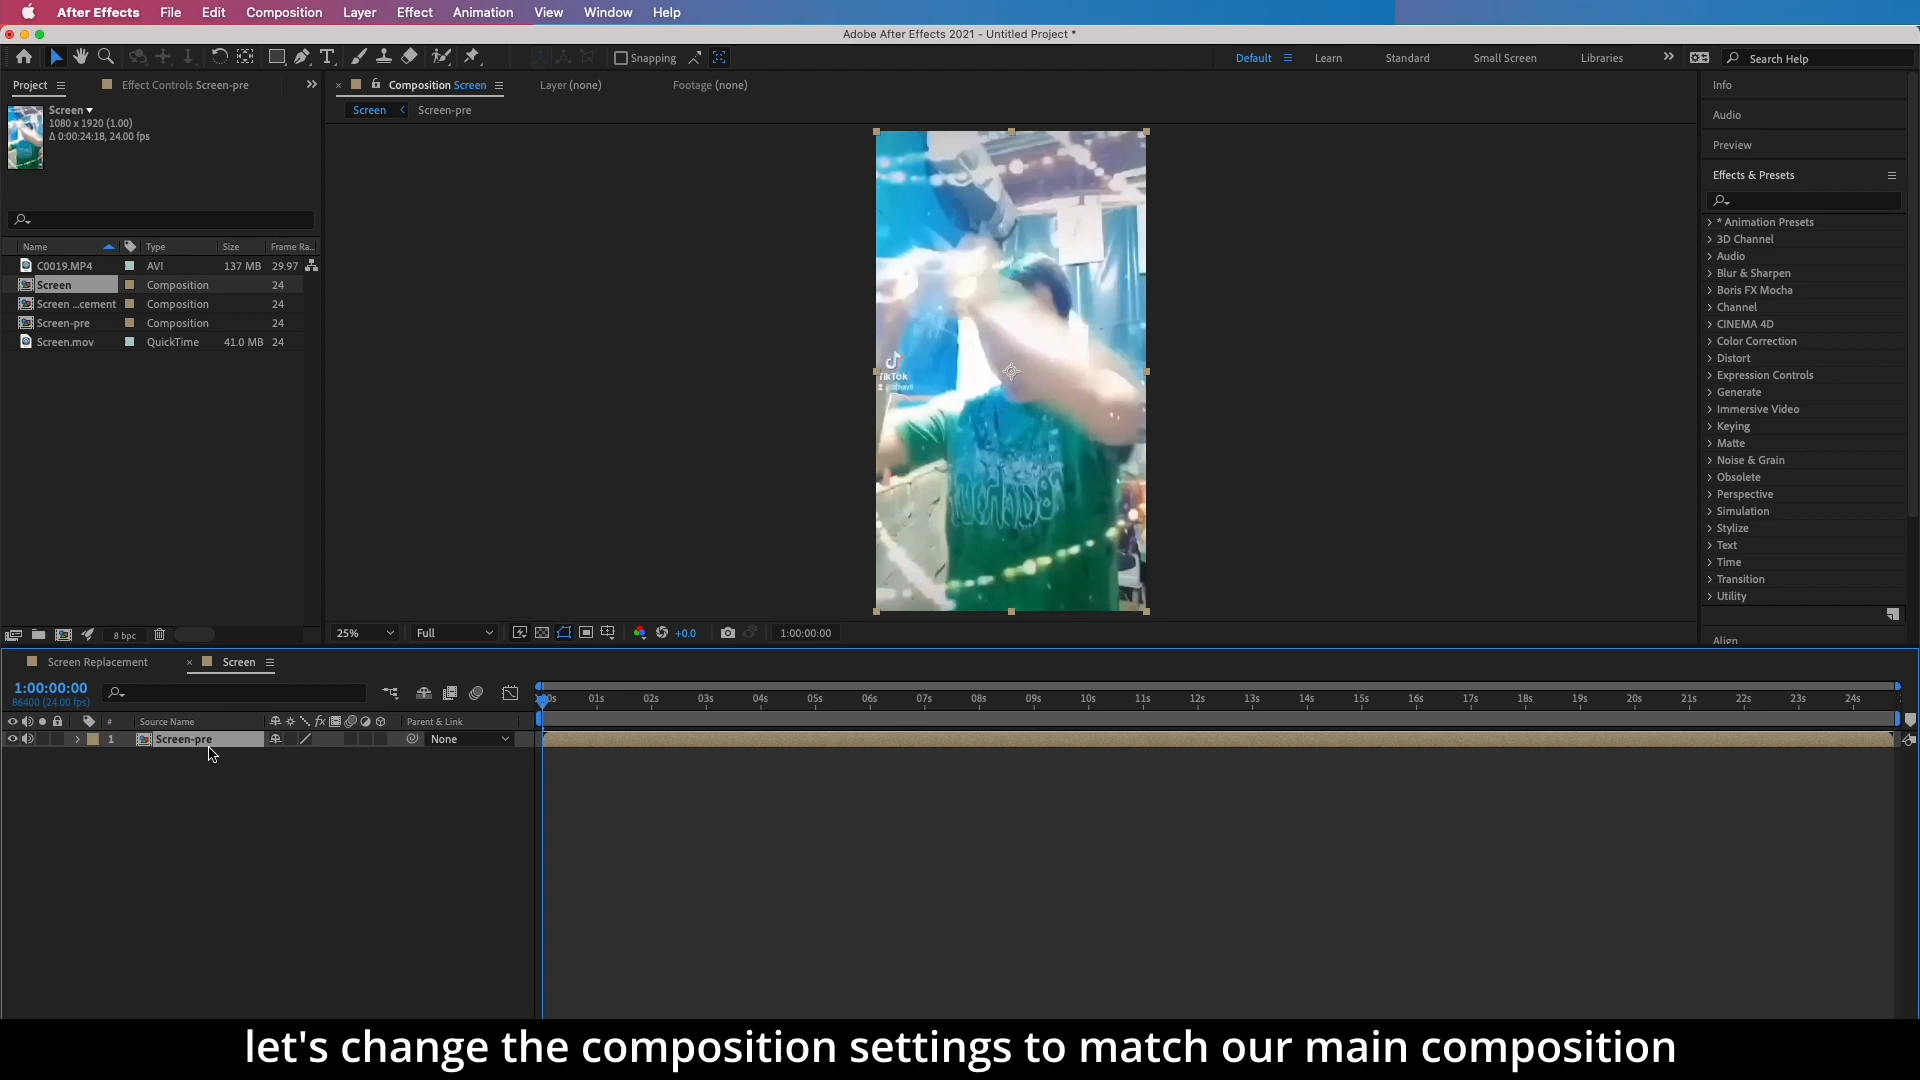 After Effects File Edit Composition Layer Effect Animation View Window Help
Adobe After Effects 2021 - Untitled Project *
Snapping Default Learn Standard Small Screen Libraries Search Help
Project Effect Controls Screen-pre
Composition Screen Layer (none) Footage (none)
Screen Screen-pre
Screen
1080 x 1920 (1.00)
Δ 0:00:24:18, 24.00 fps
Name Type Size Frame Ra...
C0019.MP4 AVI 137 MB 29.97
Screen Composition 24
Screen ...cement Composition 24
Screen-pre Composition 24
Screen.mov QuickTime 41.0 MB 24
TikTok
Info
Audio
Preview
Effects & Presets
* Animation Presets
3D Channel
Audio
Blur & Sharpen
Boris FX Mocha
Channel
CINEMA 4D
Color Correction
Distort
Expression Controls
Generate
Immersive Video
Keying
Matte
Noise & Grain
Obsolete
Perspective
Simulation
Stylize
Text
Time
Transition
Utility
Align
8 bpc
25% Full +0.0 1:00:00:00
Screen Replacement Screen
1:00:00:00
86400 (24.00 fps)
01s 02s 03s 04s 05s 06s 07s 08s 09s 10s 11s 12s 13s 14s 15s 16s 17s 18s 19s 20s 21s 22s 23s 24s
# Source Name Parent & Link
1 Screen-pre None
let's change the composition settings to match our main composition